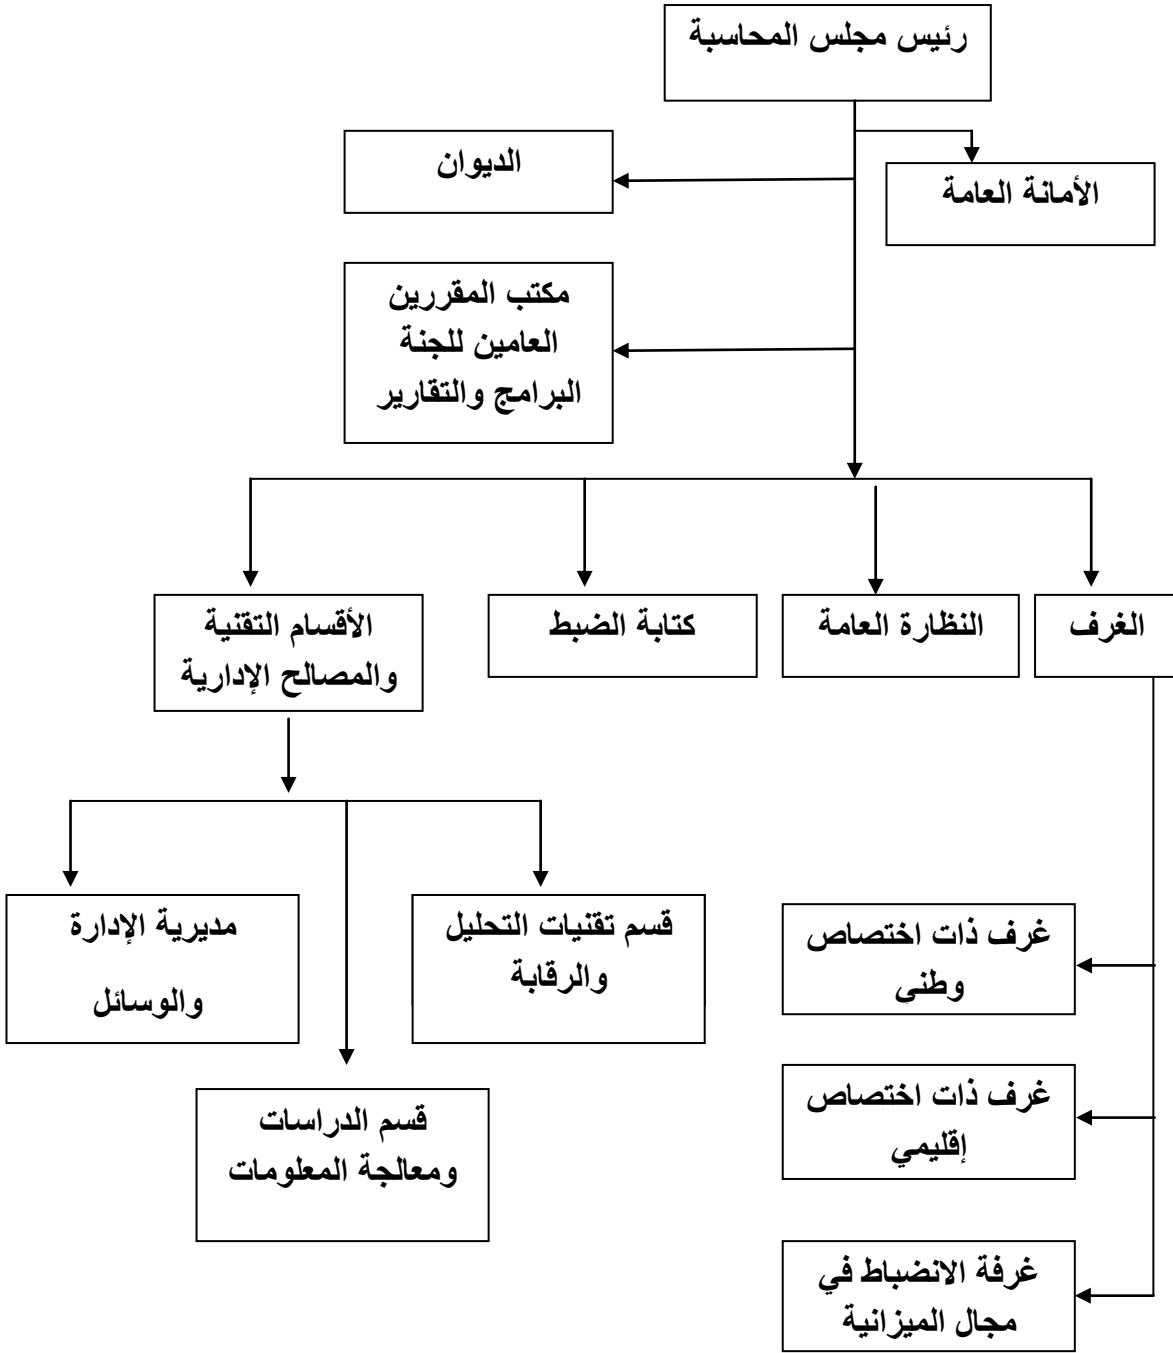 رئيس مجلس المحاسبة
الديوان
الأمانة العامة
مكتب المقررين
العامين للجنة
البرامج والتقارير
الغرف
النظارة العامة
كتابة الضبط
الأقسام التقنية
والمصالح الإدارية
غرف ذات اختصاص
وطنى
قسم تقنيات التحليل
والرقابة
مديرية الإدارة
والوسائل
غرف ذات اختصاص
إقليمي
قسم الدراسات
ومعالجة المعلومات
غرفة الانضباط في
مجال الميزانية